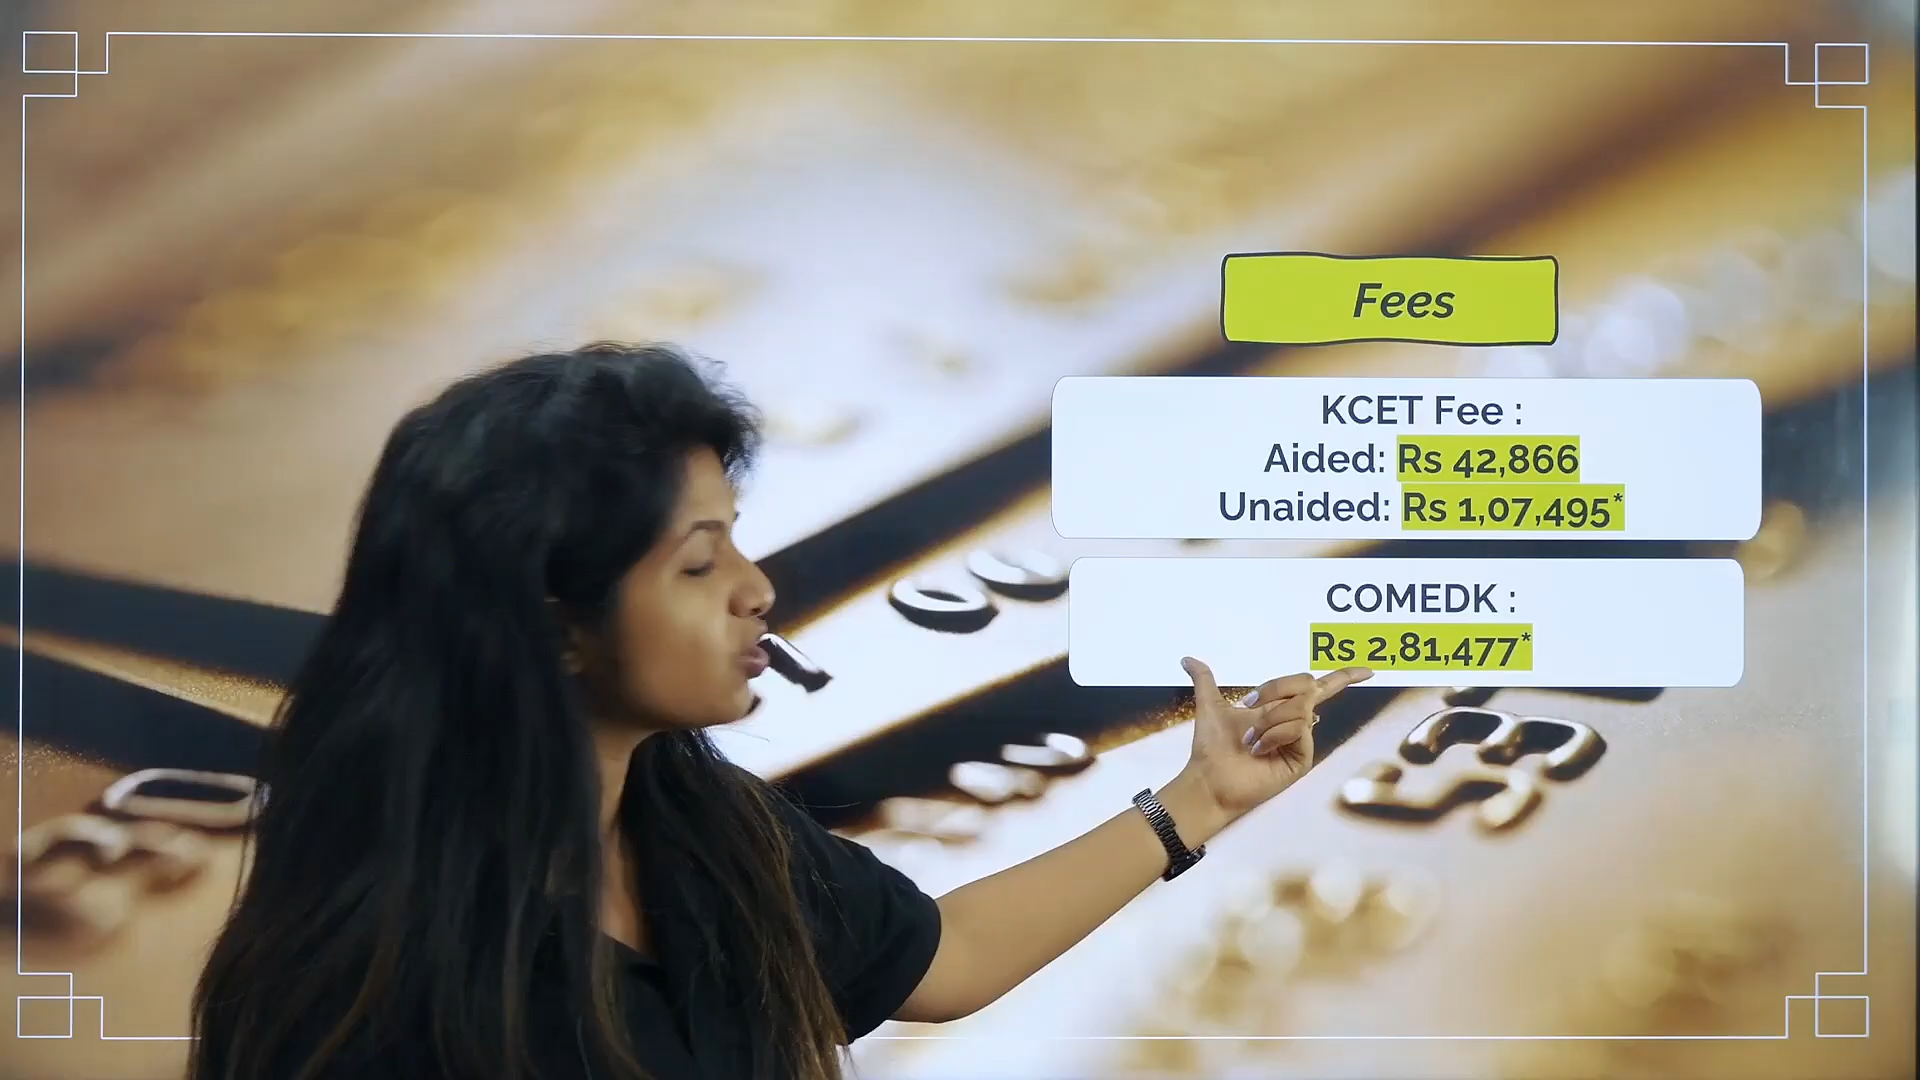 Fees
KCET Fee :
Aided: Rs 42,866
Unaided: Rs 1,07,495*
COMEDK :
Rs 2,81,477*